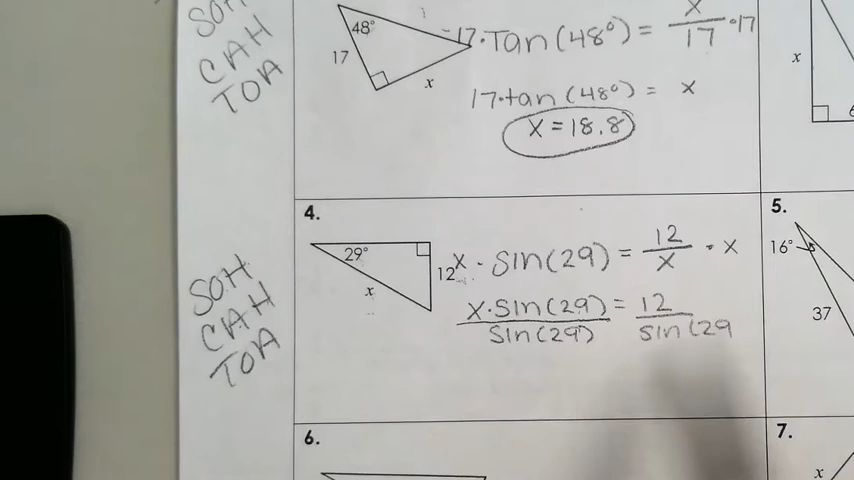 SOH
CAH
TOA
48°
17
x
17·Tan(48°) = x/17 ·17
17·tan(48°) = x
x = 18.8
x
4.
29°
12
x
x · sin(29) = 12/x · x
x·sin(29)/sin(29) = 12/sin(29
SOH
CAH
TOA
5.
16°
37
6.
7.
x